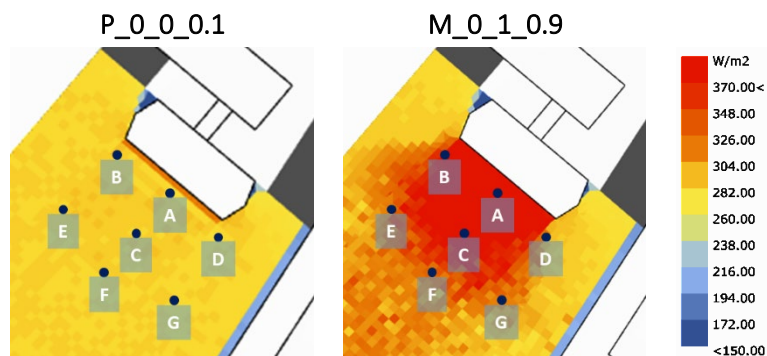 P_0_0_0.1
M_0_1_0.9
B
A
E
C
D
F
G
B
A
E
C
D
F
G
W/m2
370.00<
348.00
326.00
304.00
282.00
260.00
238.00
216.00
194.00
172.00
<150.00